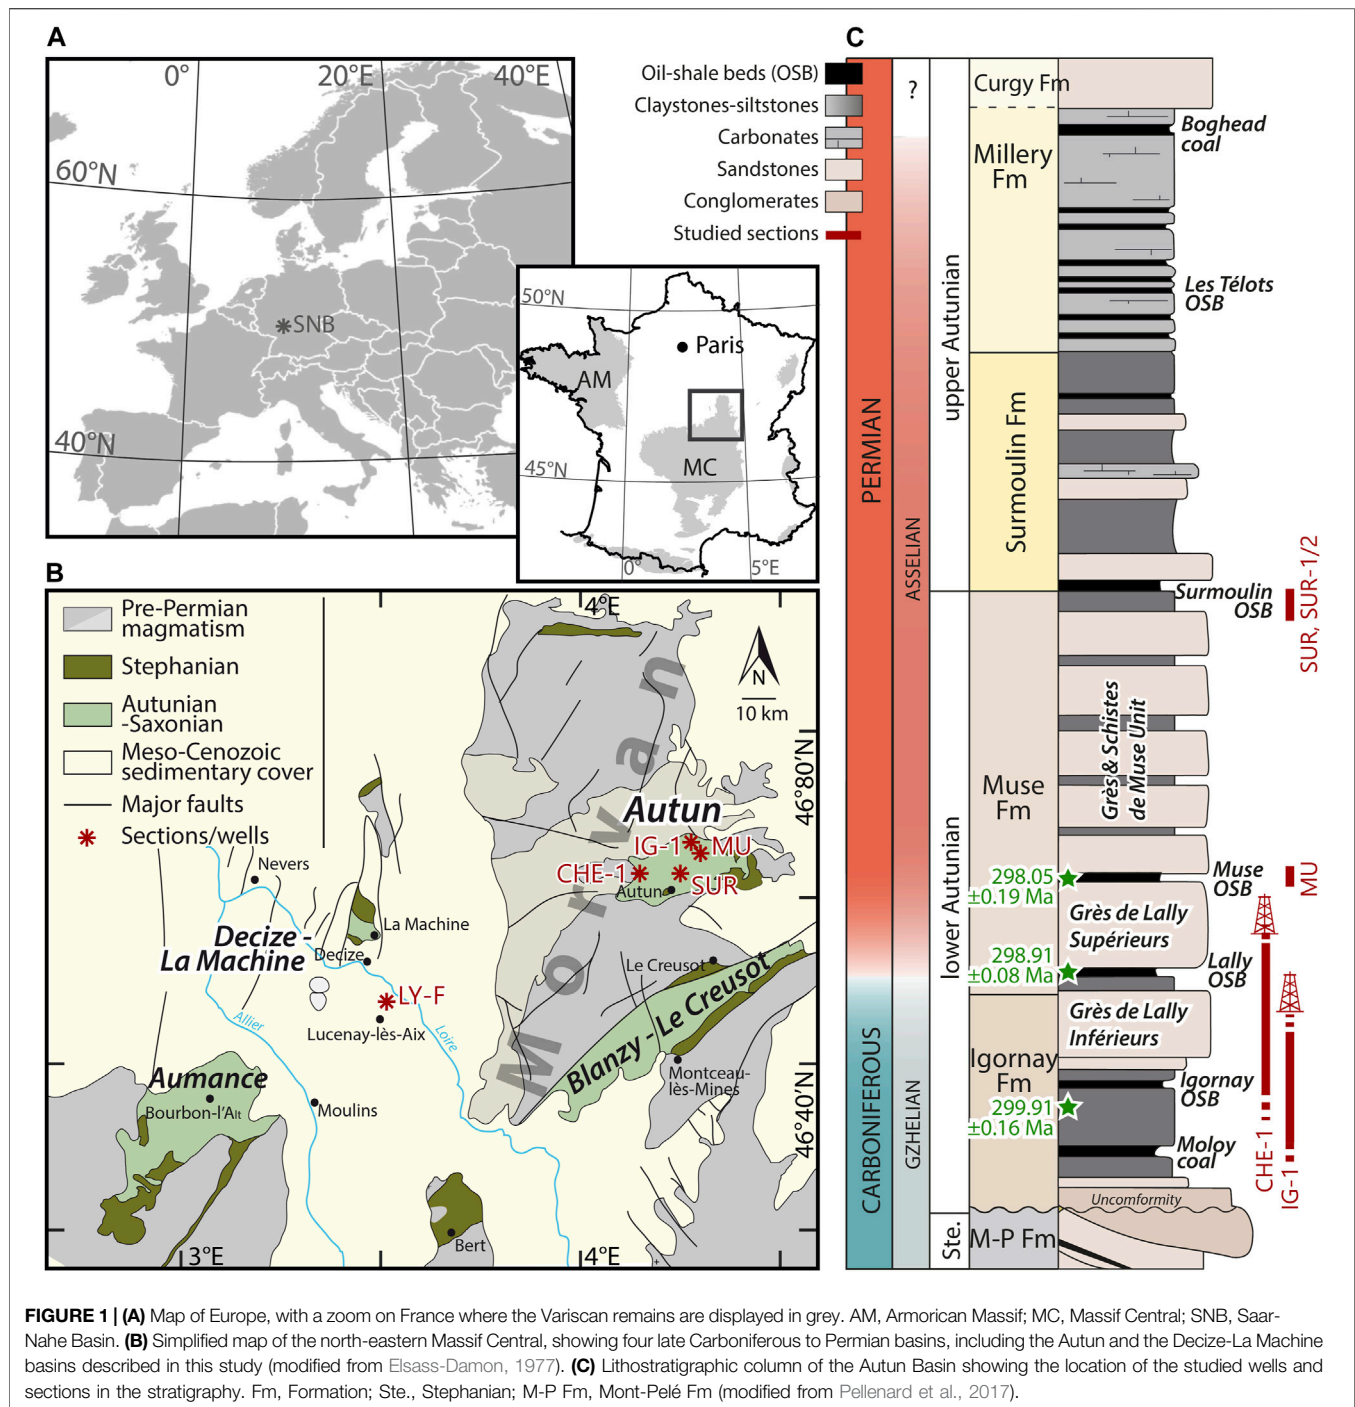 A
0°
20°E
40°E
60°N
40°N
SNB
50°N
45°N
0°
5°E
Paris
AM
MC
B
Pre-Permian
magmatism
Stephanian
Autunian
-Saxonian
Meso-Cenozoic
sedimentary cover
Major faults
Sections/wells
4°E
N
10 km
46°80'N
46°40'N
3°E
4°E
Morvan
Autun
IG-1
MU
CHE-1
SUR
Autun
Nevers
La Machine
Decize -
La Machine
Decize
LY-F
Lucenay-lès-Aix
Allier
Loire
Le Creusot
Blanzy - Le Creusot
Montceau-
lès-Mines
Aumance
Bourbon-l'Alt
Moulins
Bert
C
Oil-shale beds (OSB)
Claystones-siltstones
Carbonates
Sandstones
Conglomerates
Studied sections
PERMIAN
CARBONIFEROUS
?
ASSELIAN
GZHELIAN
upper Autunian
lower Autunian
Ste.
Curgy Fm
Millery
Fm
Surmoulin Fm
Muse
Fm
298.05
±0.19 Ma
298.91
±0.08 Ma
Igornay
Fm
299.91
±0.16 Ma
M-P Fm
Boghead
coal
Les Télots
OSB
Surmoulin
OSB
Grès & Schistes
de Muse Unit
Muse
OSB
Grès de Lally
Supérieurs
Lally
OSB
Grès de Lally
Inférieurs
Igornay
OSB
Moloy
coal
Uncomformity
SUR, SUR-1/2
MU
CHE-1
IG-1
FIGURE 1 | (A) Map of Europe, with a zoom on France where the Variscan remains are displayed in grey. AM, Armorican Massif; MC, Massif Central; SNB, Saar-
Nahe Basin. (B) Simplified map of the north-eastern Massif Central, showing four late Carboniferous to Permian basins, including the Autun and the Decize-La Machine
basins described in this study (modified from Elsass-Damon, 1977). (C) Lithostratigraphic column of the Autun Basin showing the location of the studied wells and
sections in the stratigraphy. Fm, Formation; Ste., Stephanian; M-P Fm, Mont-Pelé Fm (modified from Pellenard et al., 2017).